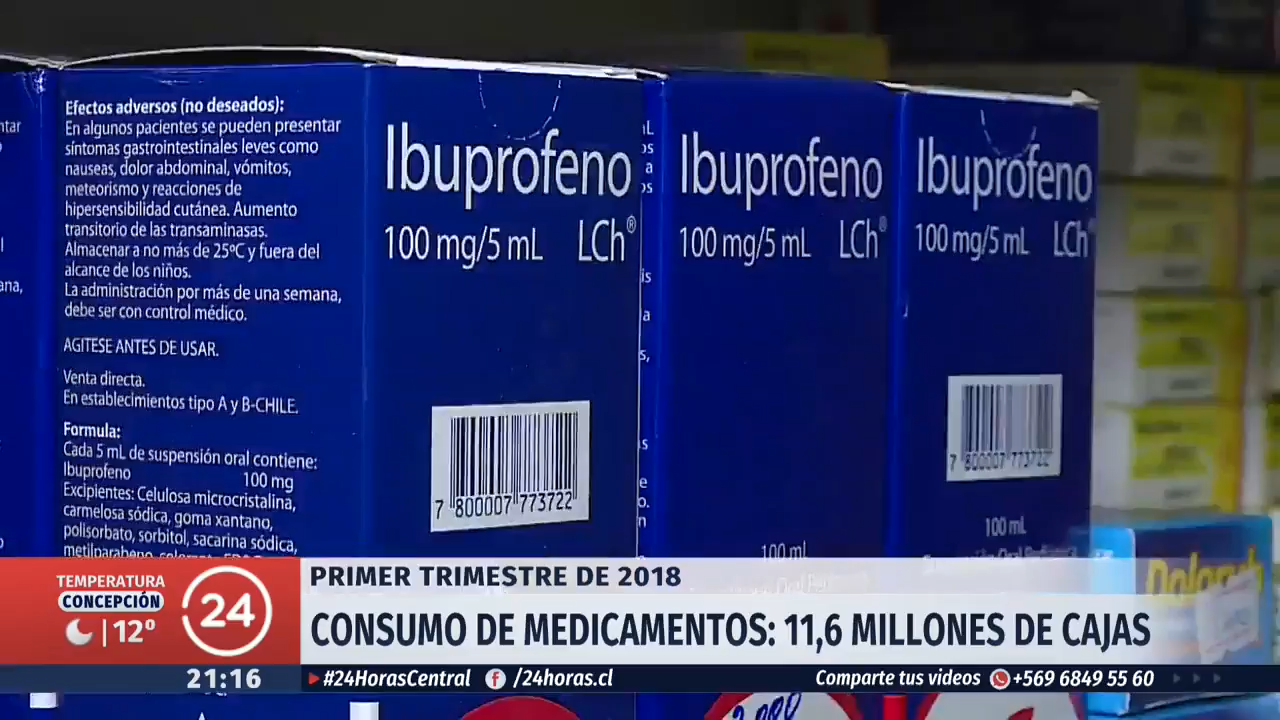 Efectos adversos (no deseados):
En algunos pacientes se pueden presentar
síntomas gastrointestinales leves como
nauseas, dolor abdominal, vómitos,
meteorismo y reacciones de
hipersensibilidad cutánea. Aumento
transitorio de las transaminasas.
Almacenar a no más de 25ºC y fuera del
alcance de los niños.
La administración por más de una semana,
debe ser con control médico.
AGITESE ANTES DE USAR.
Venta directa.
En establecimientos tipo A y B-CHILE.
Formula:
Cada 5 mL de suspensión oral contiene:
Ibuprofeno 100 mg
Excipientes: Celulosa microcristalina,
carmelosa sódica, goma xantano,
polisorbato, sorbitol, sacarina sódica,
metilparabeno,
Ibuprofeno
100 mg/5 mL LCh®
7 800007 773722
Ibuprofeno
100 mg/5 mL LCh®
100 mL
Ibuprofeno
100 mg/5 mL LCh®
7 800007 773722
100 mL
TEMPERATURA
CONCEPCIÓN
12º
24
21:16
PRIMER TRIMESTRE DE 2018
CONSUMO DE MEDICAMENTOS: 11,6 MILLONES DE CAJAS
#24HorasCentral /24horas.cl
Comparte tus videos +569 6849 55 60